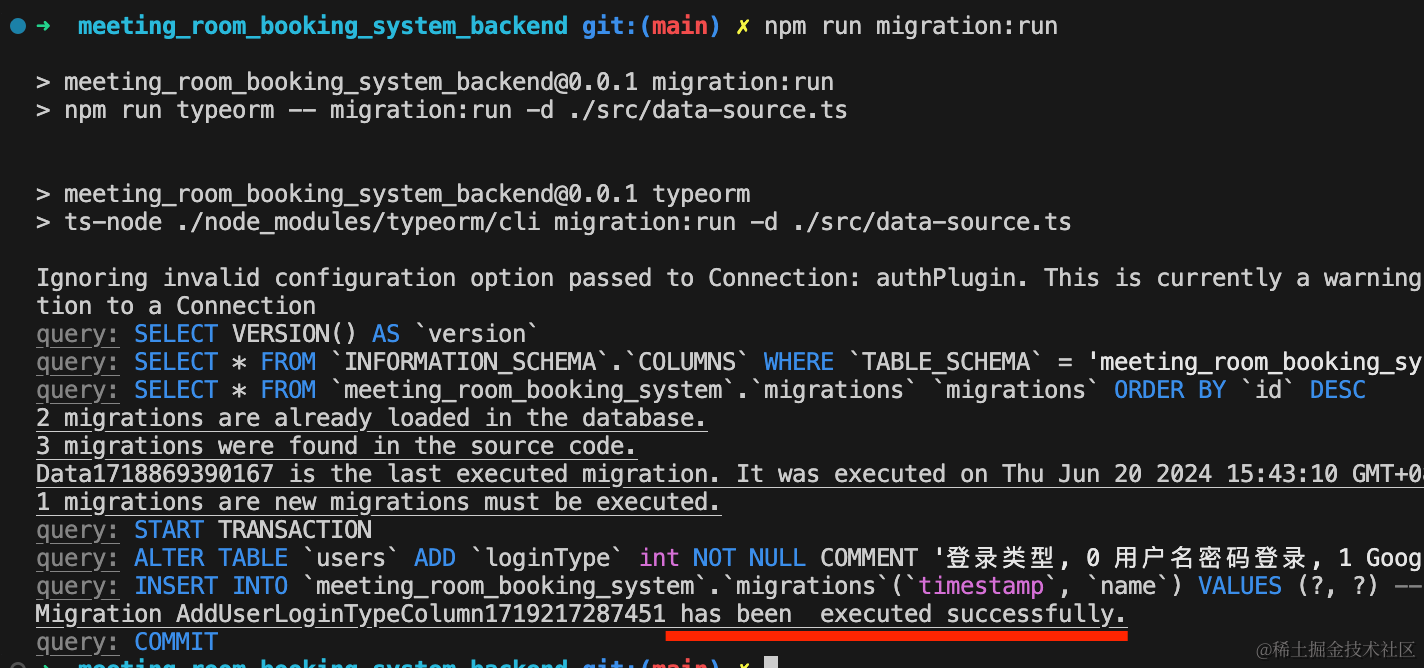 ➜ meeting_room_booking_system_backend git:(main) ✗ npm run migration:run
> meeting_room_booking_system_backend@0.0.1 migration:run
> npm run typeorm -- migration:run -d ./src/data-source.ts
> meeting_room_booking_system_backend@0.0.1 typeorm
> ts-node ./node_modules/typeorm/cli migration:run -d ./src/data-source.ts
Ignoring invalid configuration option passed to Connection: authPlugin. This is currently a warning
tion to a Connection
query: SELECT VERSION() AS `version`
query: SELECT * FROM `INFORMATION_SCHEMA`.`COLUMNS` WHERE `TABLE_SCHEMA` = 'meeting_room_booking_sy
query: SELECT * FROM `meeting_room_booking_system`.`migrations` `migrations` ORDER BY `id` DESC
2 migrations are already loaded in the database.
3 migrations were found in the source code.
Data1718869390167 is the last executed migration. It was executed on Thu Jun 20 2024 15:43:10 GMT+0
1 migrations are new migrations must be executed.
query: START TRANSACTION
query: ALTER TABLE `users` ADD `loginType` int NOT NULL COMMENT '登录类型, 0 用户名密码登录, 1 Goog
query: INSERT INTO `meeting_room_booking_system`.`migrations`(`timestamp`, `name`) VALUES (?, ?) --
Migration AddUserLoginTypeColumn1719217287451 has been  executed successfully.
query: COMMIT
@稀土掘金技术社区
➜ meeting_room_booking_system_backend git:(main) ✗